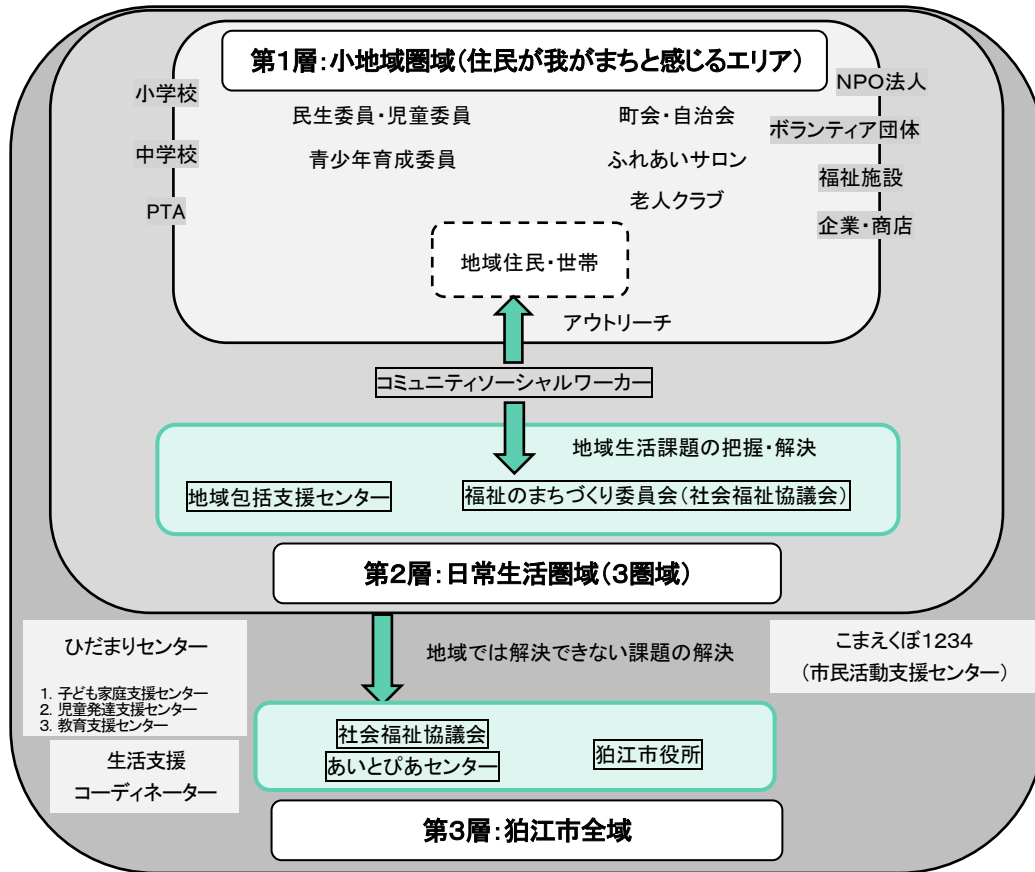 第1層：小地域圏域（住民が我がまちと感じるエリア）
小学校
中学校
PTA
民生委員・児童委員
青少年育成委員
町会・自治会
ふれあいサロン
老人クラブ
NPO法人
ボランティア団体
福祉施設
企業・商店
地域住民・世帯
アウトリーチ
コミュニティソーシャルワーカー
地域生活課題の把握・解決
地域包括支援センター
福祉のまちづくり委員会（社会福祉協議会）
第2層：日常生活圏域（3圏域）
ひだまりセンター
1. 子ども家庭支援センター
2. 児童発達支援センター
3. 教育支援センター
生活支援
コーディネーター
地域では解決できない課題の解決
こまえくぼ1234
（市民活動支援センター）
社会福祉協議会
あいとぴあセンター
狛江市役所
第3層：狛江市全域